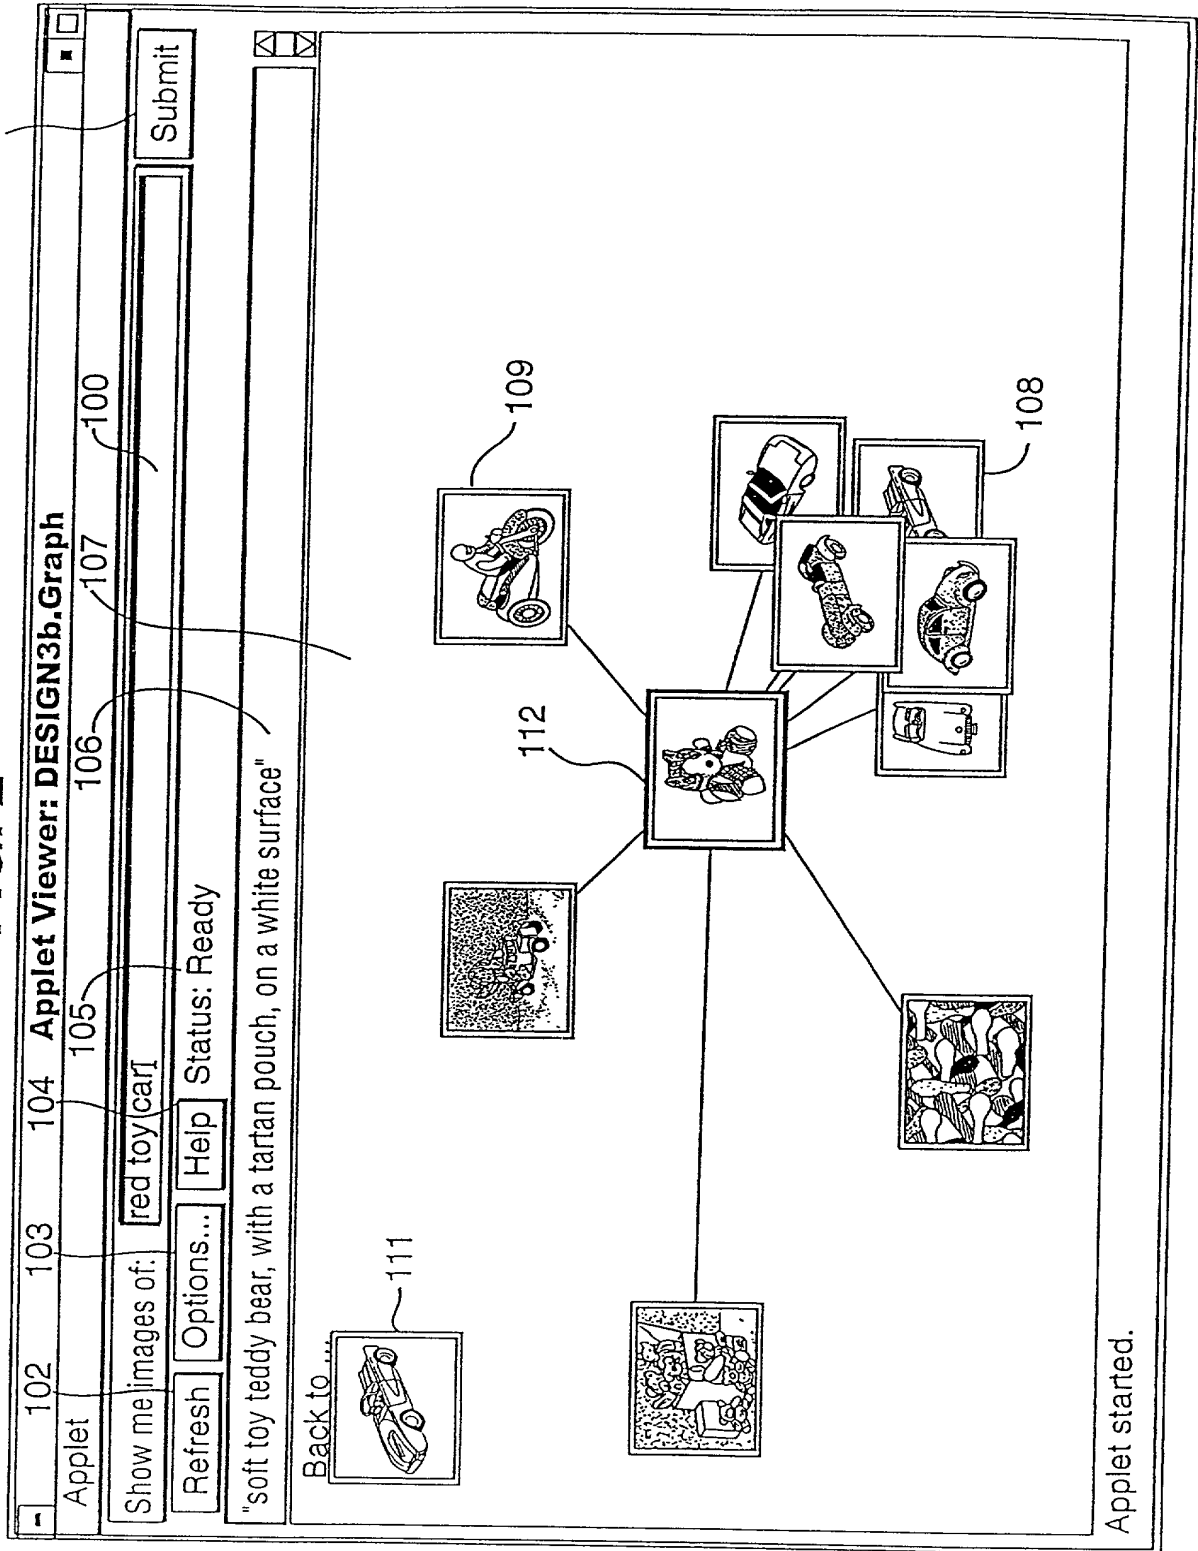 102 103 104 Applet Viewer: DESIGN3b.Graph
Applet 105 106 107 100
Show me images of: red toy car Submit
Refresh Options... Help Status: Ready
"soft toy teddy bear, with a tartan pouch, on a white surface"
Back to ...
111
109
112
108
Applet started.